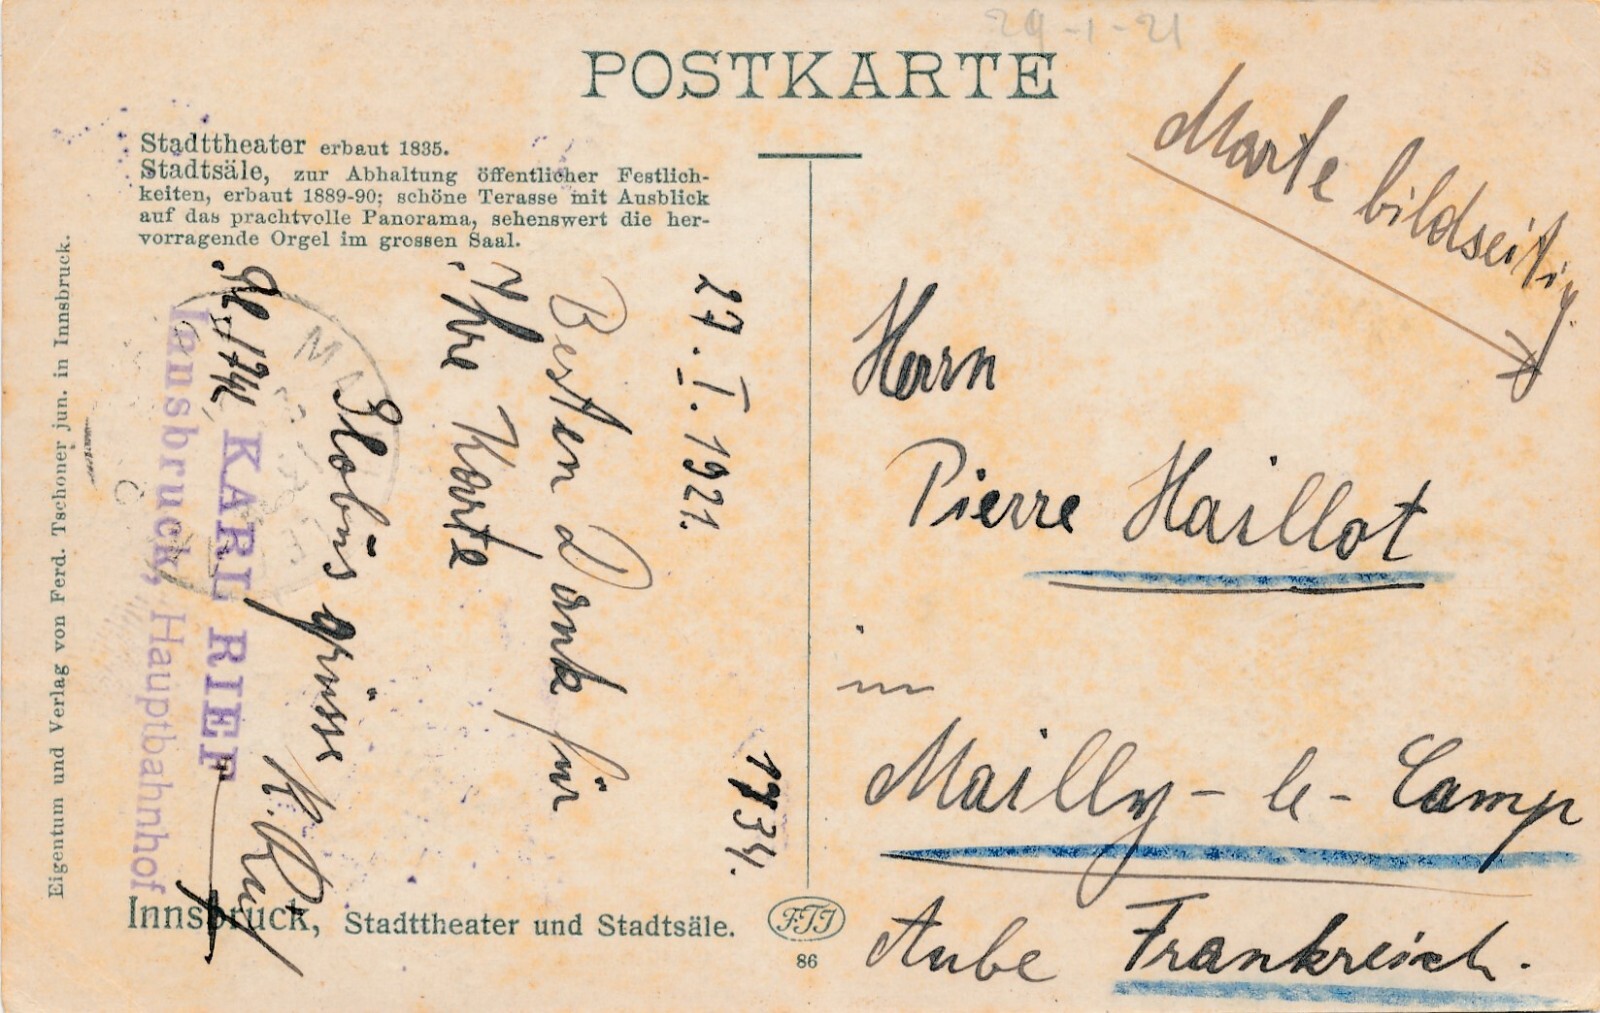 29-1-21
POSTKARTE
Marke bildseitig
Stadttheater erbaut 1835.
Stadtsäle, zur Abhaltung öffentlicher Festlich-
keiten, erbaut 1889-90; schöne Terasse mit Ausblick
auf das prachtvolle Panorama, sehenswert die her-
vorragende Orgel im grossen Saal.
27. I. 1921.
1734.
Besten Dank für
Ihre Karte
Globus grüsse
K. Rief
KARL RIEF
Innsbruck, Hauptbahnhof
Herrn
Pierre Haillot
in
Mailly-le-Camp
Aube Frankreich.
Innsbruck, Stadttheater und Stadtsäle.
FTJ
86
Eigentum und Verlag von Ferd. Tschoner jun. in Innsbruck.